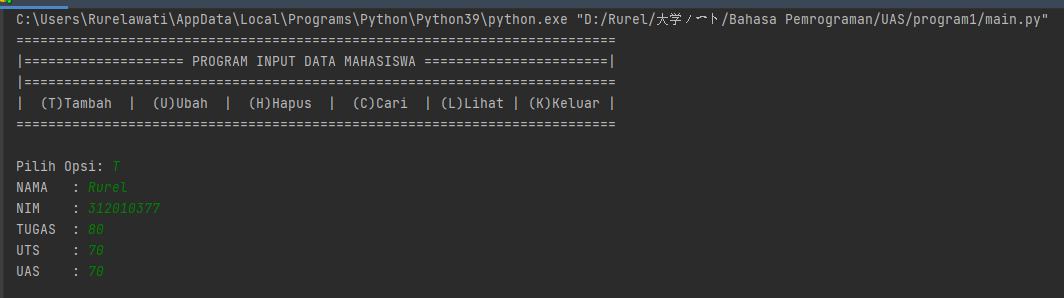 C:\Users\Rurelawati\AppData\Local\Programs\Python\Python39\python.exe "D:/Rurel/大学ノート/Bahasa Pemrograman/UAS/program1/main.py"
===========================================================================
|==================== PROGRAM INPUT DATA MAHASISWA =======================|
|==========================================================================
|  (T)Tambah  |  (U)Ubah  |  (H)Hapus  |  (C)Cari  | (L)Lihat | (K)Keluar |
===========================================================================
Pilih Opsi: T
NAMA   : Rurel
NIM    : 312010377
TUGAS  : 80
UTS    : 70
UAS    : 70